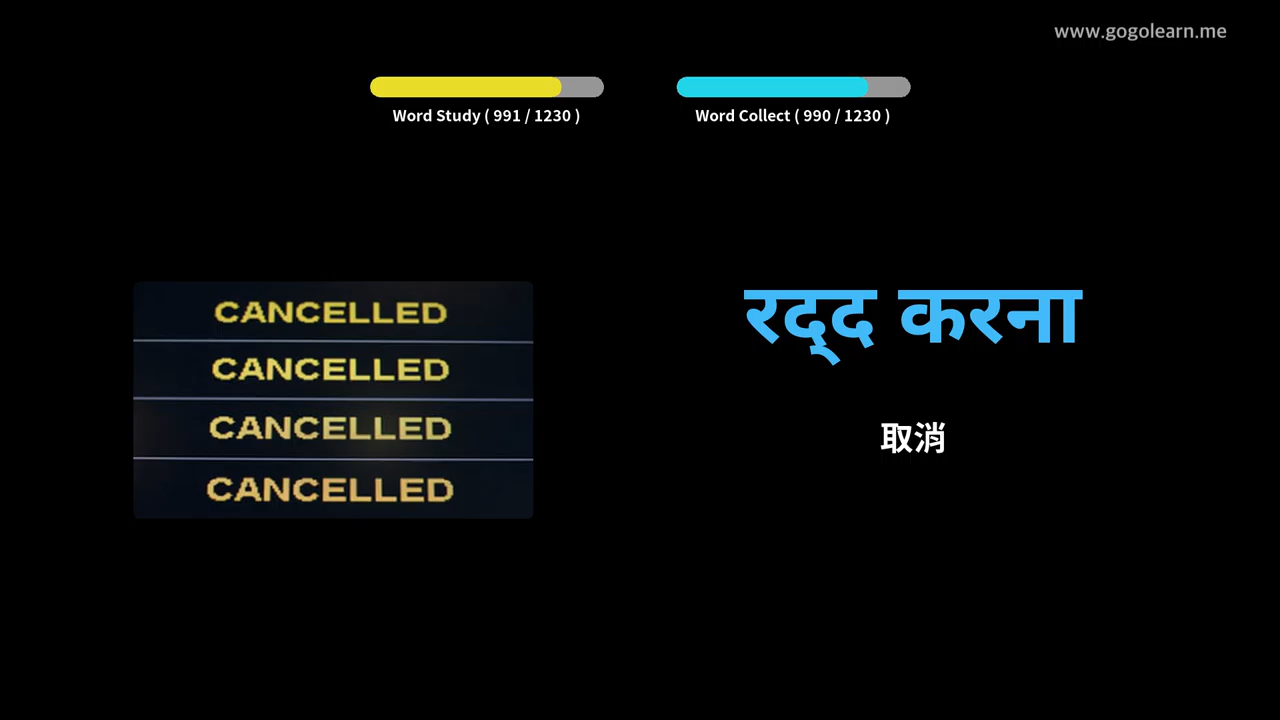 www.gogolearn.me
Word Study ( 991 / 1230 )
Word Collect ( 990 / 1230 )
CANCELLED
CANCELLED
CANCELLED
CANCELLED
रद्द करना
取消